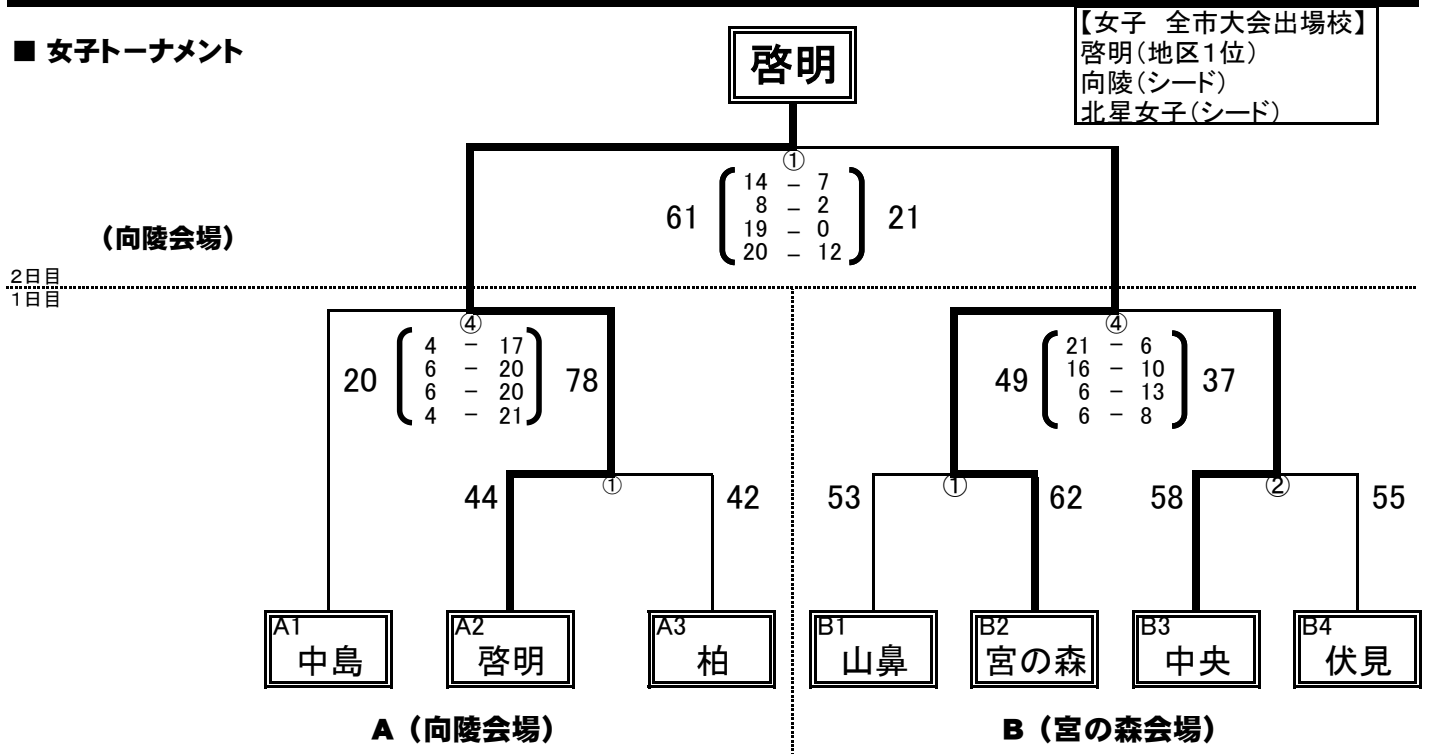 ■ 女子トーナメント
【女子　全市大会出場校】
啓明(地区1位)
向陵(シード)
北星女子(シード)
啓明
①
61
14 － 7
8 － 2
19 － 0
20 － 12
21
(向陵会場)
2日目
1日目
④
20
4 － 17
6 － 20
6 － 20
4 － 21
78
④
49
21 － 6
16 － 10
6 － 13
6 － 8
37
44
①
42
53
①
62
58
②
55
A1
中島
A2
啓明
A3
柏
B1
山鼻
B2
宮の森
B3
中央
B4
伏見
A (向陵会場)
B (宮の森会場)